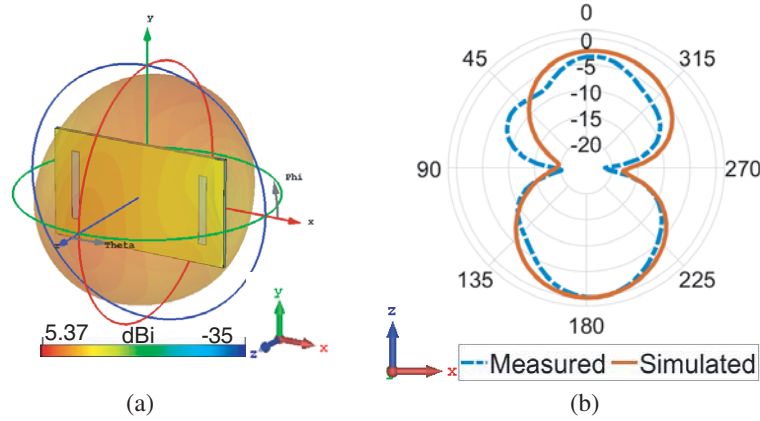 y
Phi
x
z
Theta
5.37 dBi -35
y
x
z
(a)
0
45 0 315
-5
-10
-15
-20
90 270
135 225
180
z
x
y
Measured Simulated
(b)